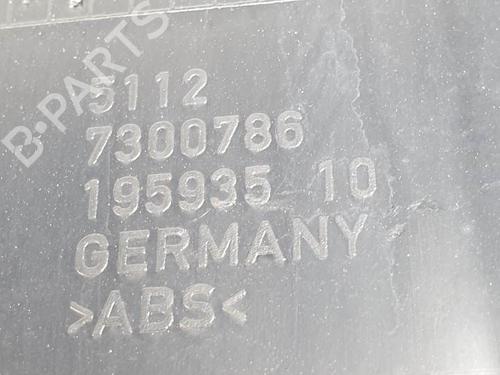 B-PARTS
5112
7300786
195935 10
GERMANY
>ABS<